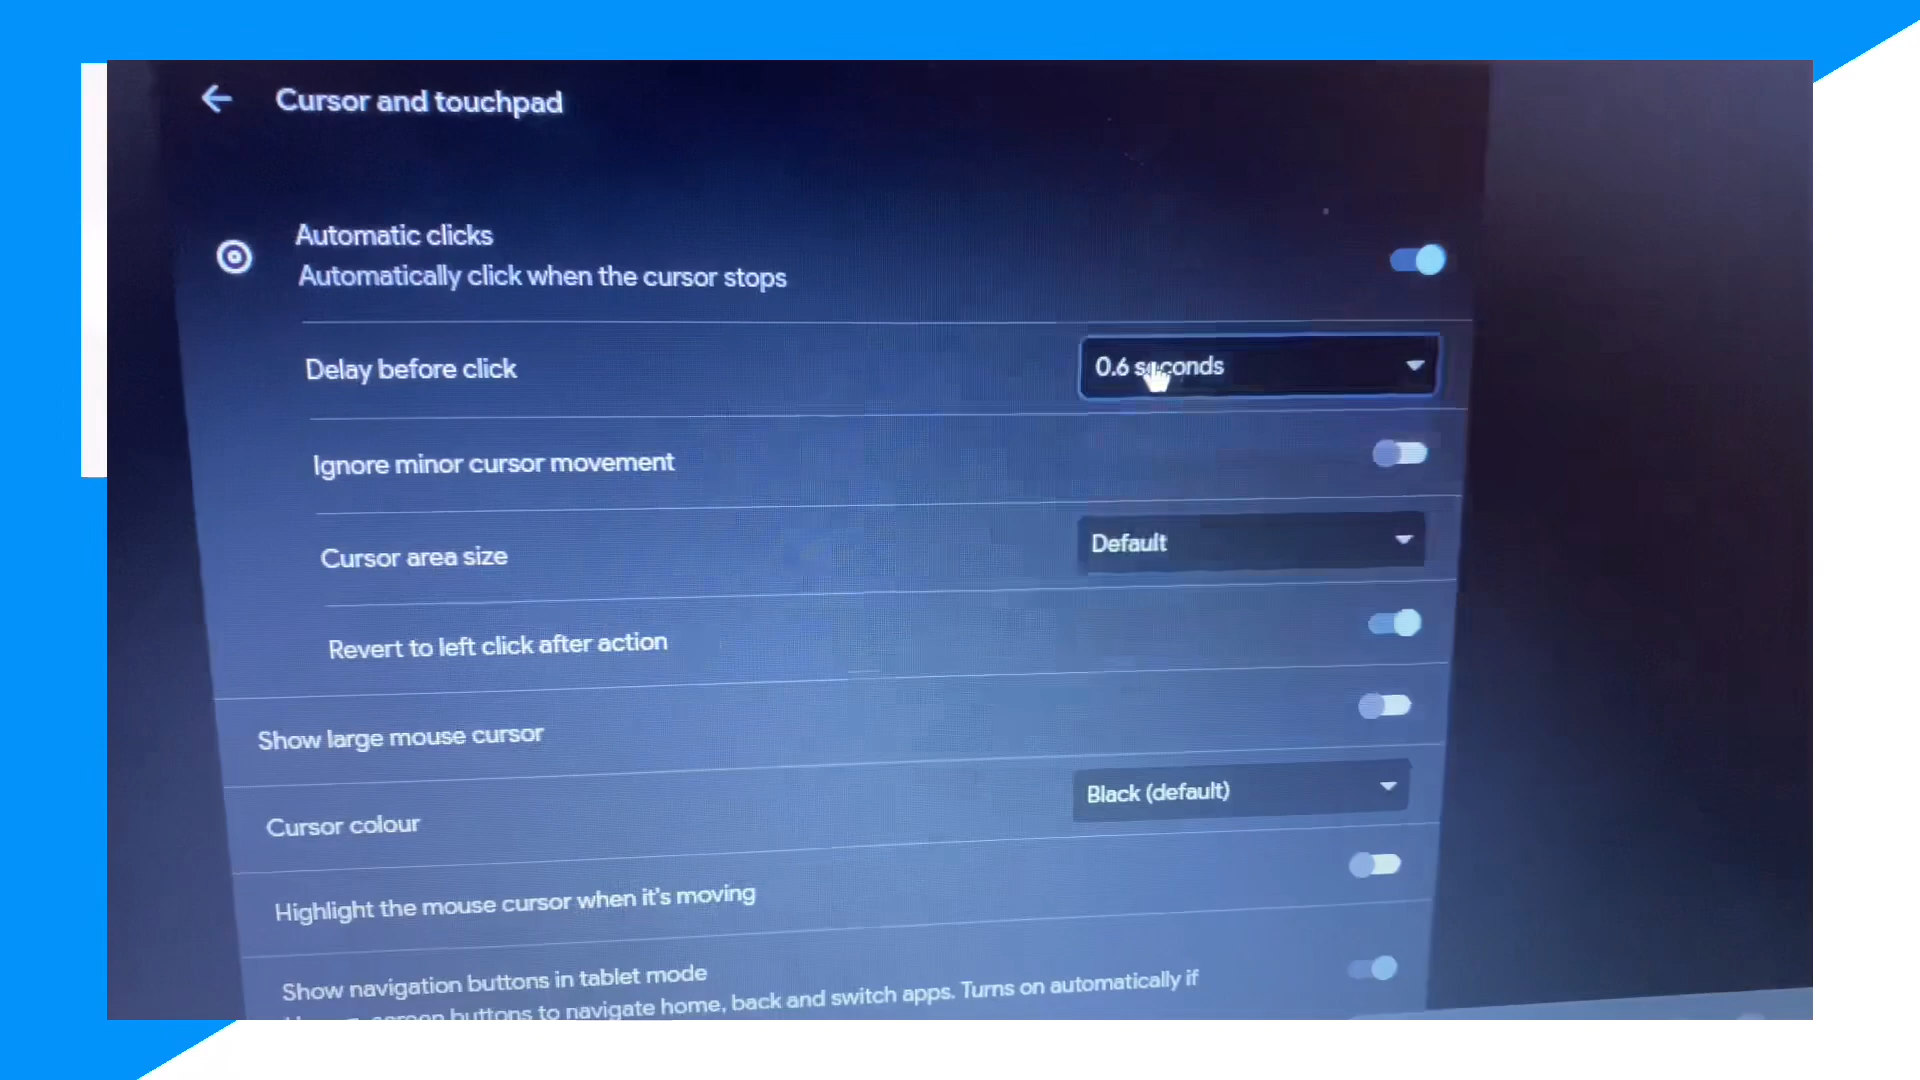 Cursor and touchpad
Automatic clicks
Automatically click when the cursor stops
Delay before click
0.6 seconds
Ignore minor cursor movement
Cursor area size
Default
Revert to left click after action
Show large mouse cursor
Cursor colour
Black (default)
Highlight the mouse cursor when it's moving
Show navigation buttons in tablet mode
buttons to navigate home, back and switch apps. Turns on automatically if